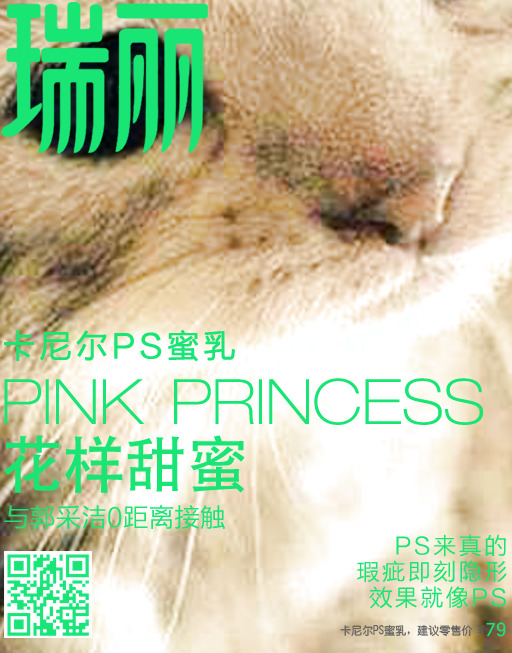 瑞丽
卡尼尔PS蜜乳
PINK PRINCESS
花样甜蜜
与郭采洁0距离接触
PS来真的
瑕疵即刻隐形
效果就像PS
卡尼尔PS蜜乳，建议零售价 79